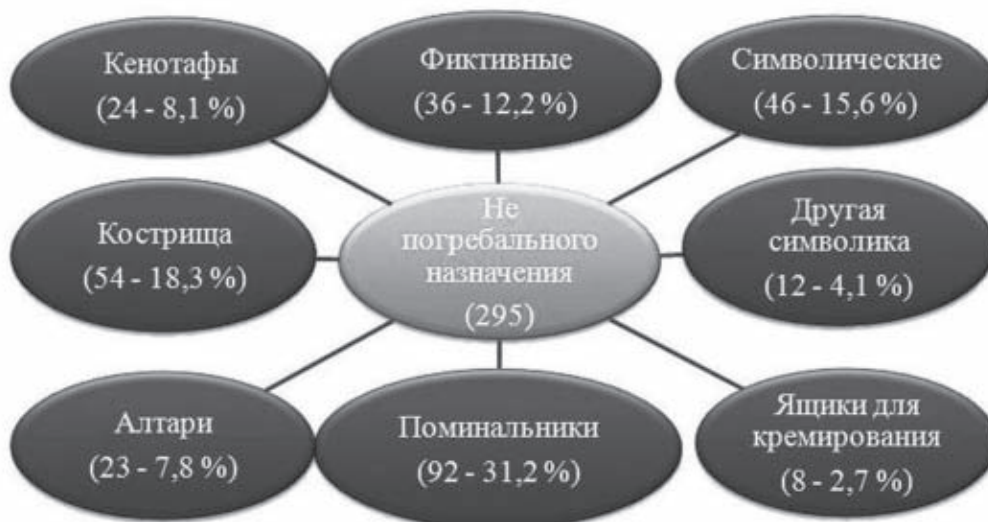 Кенотафы
(24 - 8,1 %)
Фиктивные
(36 - 12,2 %)
Символические
(46 - 15,6 %)
Кострища
(54 - 18,3 %)
Не
погребального
назначения
(295)
Другая
символика
(12 - 4,1 %)
Алтари
(23 - 7,8 %)
Поминальники
(92 - 31,2 %)
Ящики для
кремирования
(8 - 2,7 %)